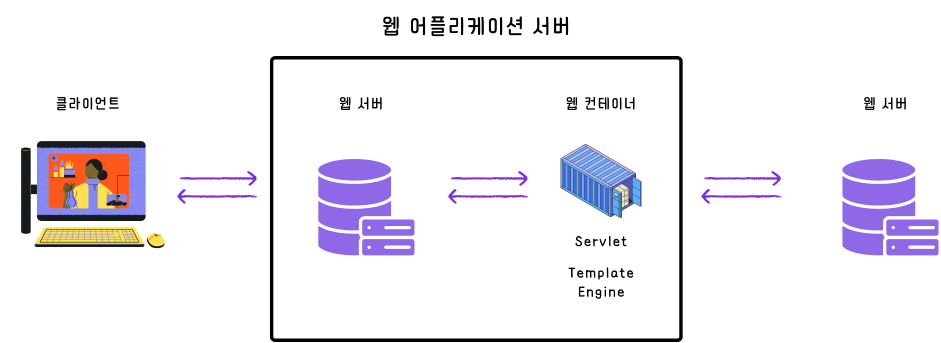 웹 어플리케이션 서버
클라이언트
웹 서버
웹 컨테이너
웹 서버
Servlet
Template
Engine